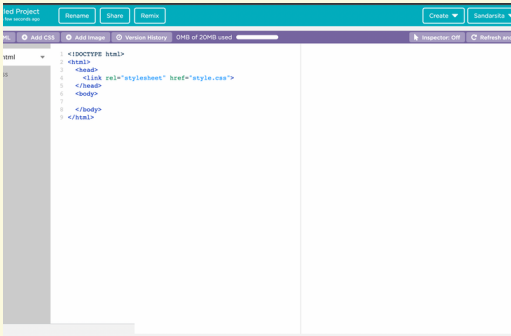 led Project
few seconds ago
Rename
Share
Remix
Create
Sandarsita
ML
Add CSS
Add Image
Version History
0MB of 20MB used
Inspector: Off
Refresh an
html
ss
1 <!DOCTYPE html>
2 <html>
3 <head>
4 <link rel="stylesheet" href="style.css">
5 </head>
6 <body>
7
8 </body>
9 </html>